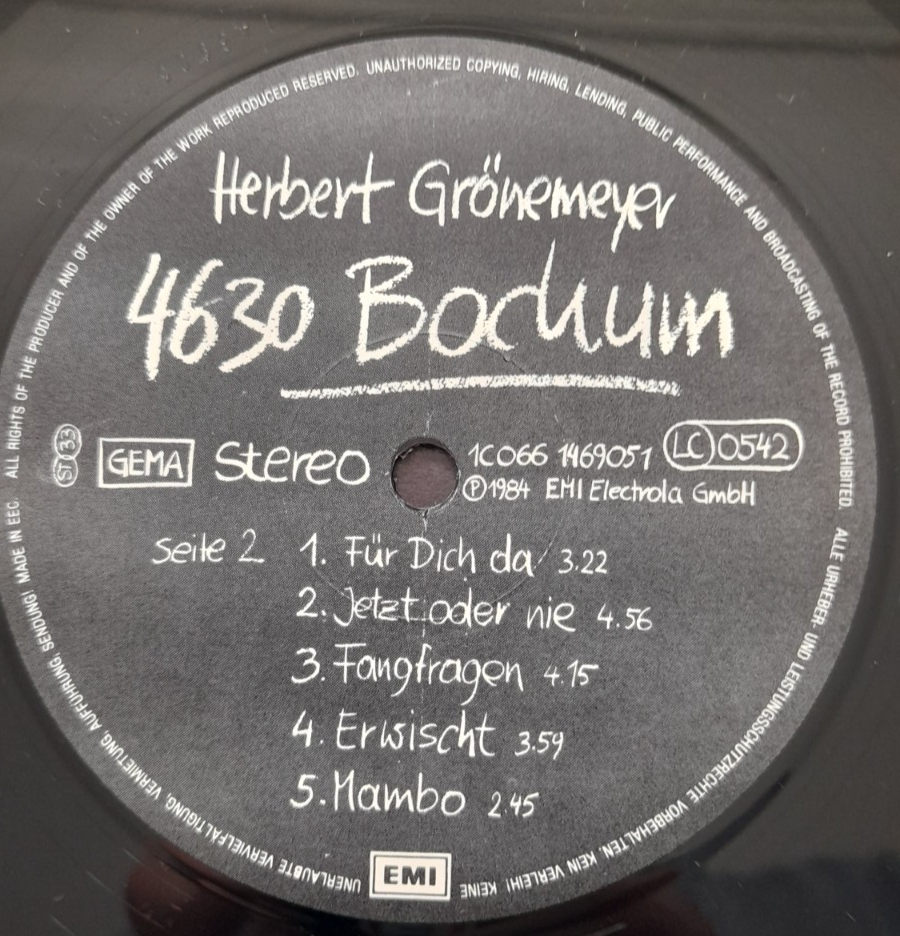 ALL RIGHTS OF THE PRODUCER AND OF THE OWNER OF THE WORK REPRODUCED RESERVED. UNAUTHORIZED COPYING, HIRING, LENDING, PUBLIC PERFORMANCE AND BROADCASTING OF THE RECORD PROHIBITED.
Herbert Grönemeyer
4630 Bochum
ST 33
GEMA Stereo
1C066 1469051 LC 0542
℗ 1984 EMI Electrola GmbH
Seite 2 1. Für Dich da 3.22
2. Jetzt oder nie 4.56
3. Fangfragen 4.15
4. Erwischt 3.59
5. Mambo 2.45
ALLE URHEBER- UND LEISTUNGSSCHUTZRECHTE VORBEHALTEN. KEIN VERLEIH! KEINE UNERLAUBTE VERVIELFÄLTIGUNG, VERMIETUNG, AUFFÜHRUNG, SENDUNG! MADE IN EEC.
EMI